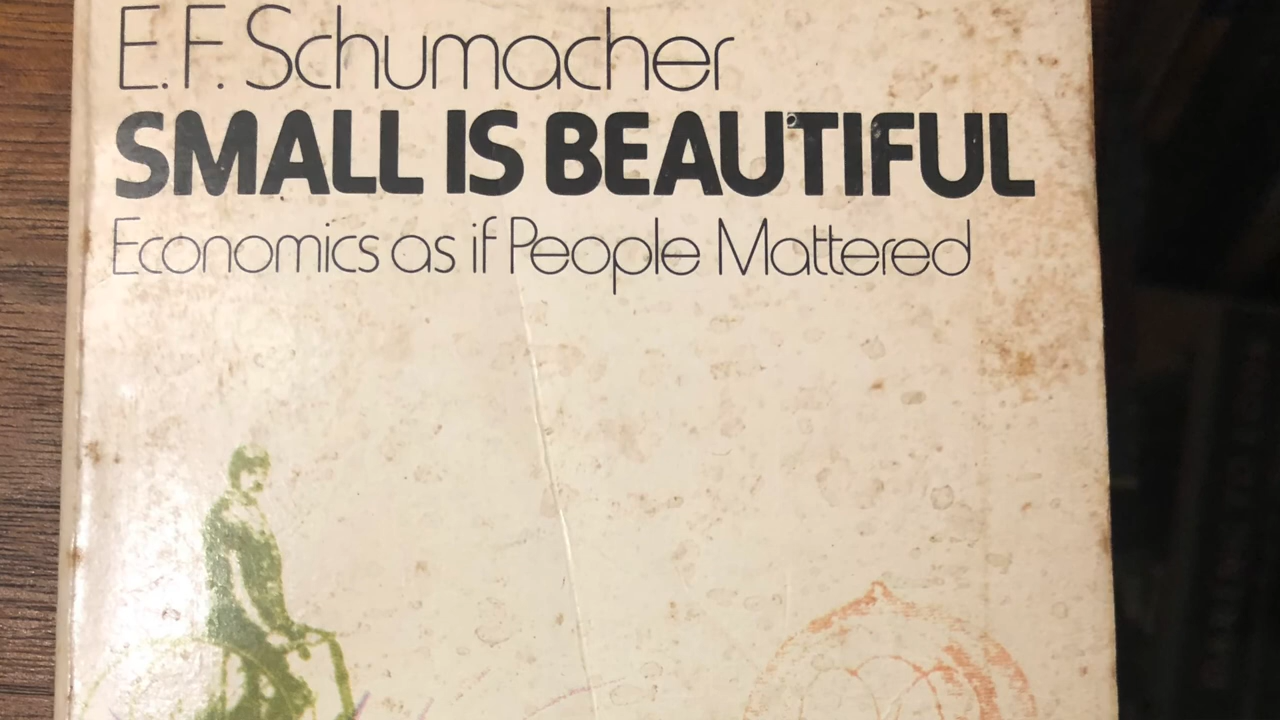 E.F. Schumacher
SMALL IS BEAUTIFUL
Economics as if People Mattered